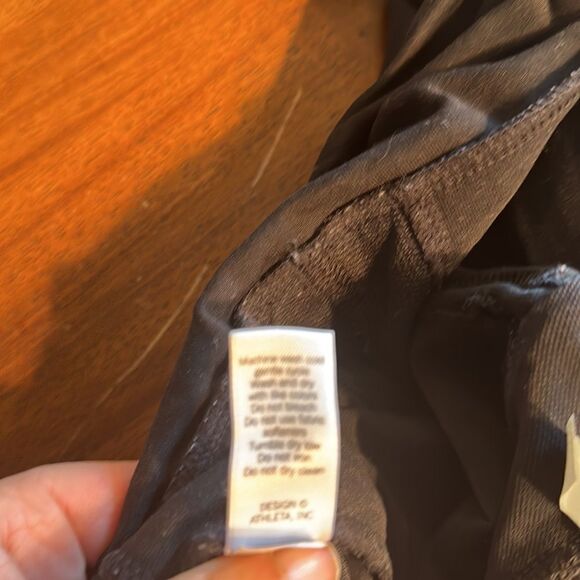 Machine wash cold
gentle cycle
Wash and dry
with like colors
Do not bleach
Do not use fabric
softeners
Tumble dry low
Do not iron
Do not dry clean
DESIGN ©
ATHLETA, INC